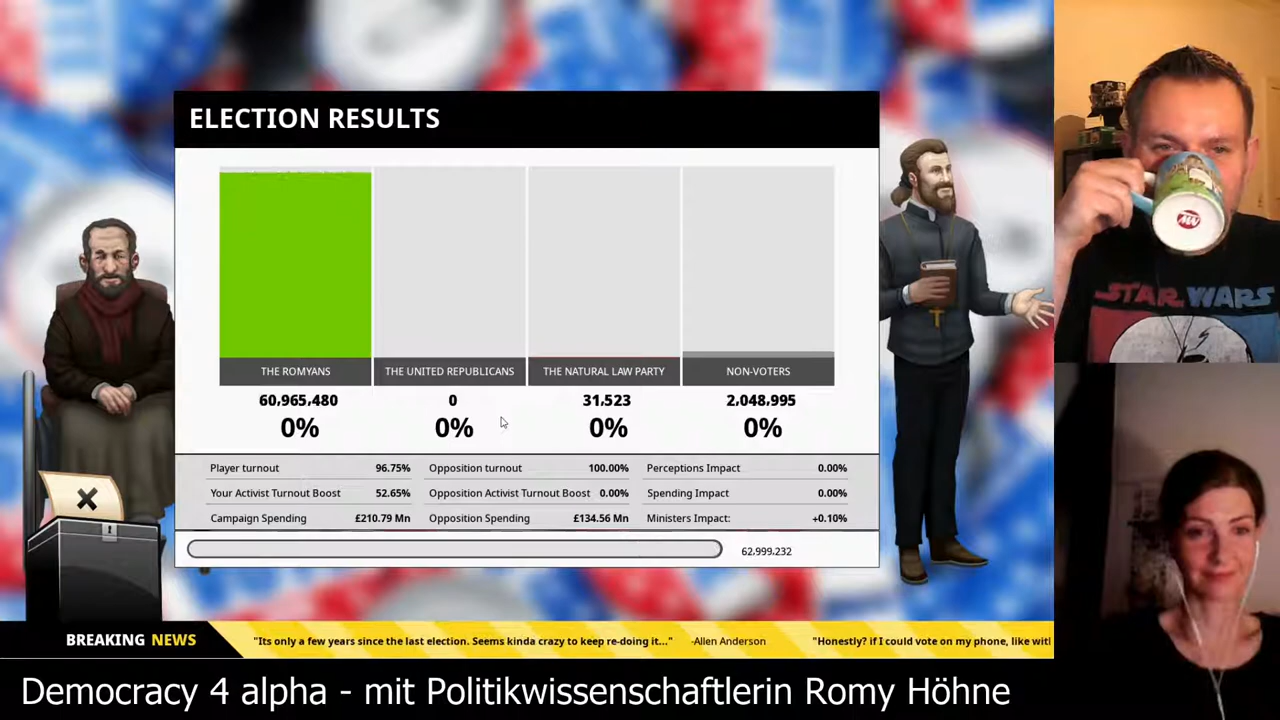 ELECTION RESULTS
THE ROMYANS THE UNITED REPUBLICANS THE NATURAL LAW PARTY NON-VOTERS
60,965,480 0 31,523 2,048,995
0% 0% 0% 0%
Player turnout 96.75% Opposition turnout 100.00% Perceptions Impact 0.00%
Your Activist Turnout Boost 52.65% Opposition Activist Turnout Boost 0.00% Spending Impact 0.00%
Campaign Spending £210.79 Mn Opposition Spending £134.56 Mn Ministers Impact: +0.10%
62,999,232
BREAKING NEWS "Its only a few years since the last election. Seems kinda crazy to keep re-doing it..." -Allen Anderson "Honestly? if I could vote on my phone, like with
Democracy 4 alpha - mit Politikwissenschaftlerin Romy Höhne
STAR WARS